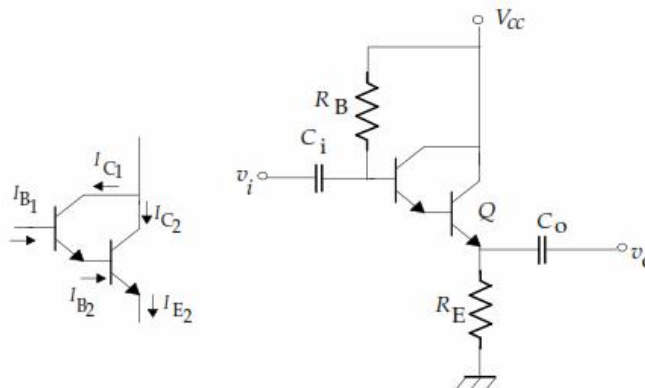 V_CC
R_B
C_i
v_i
I_C1
I_B1
I_C2
Q
C_o
v_o
I_B2
I_E2
R_E